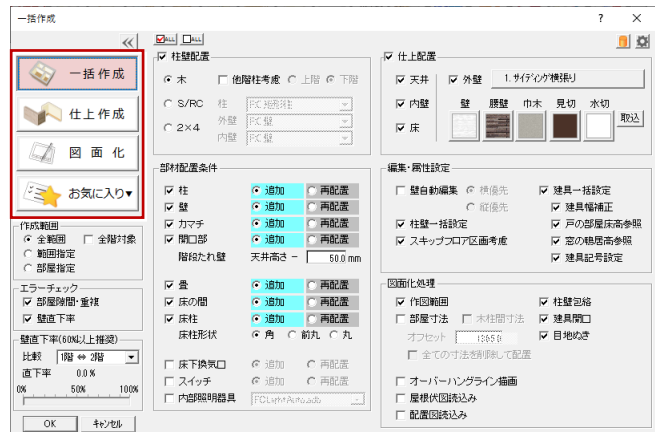 一括作成
? ×
ALL ALL
一括作成
仕上作成
図面化
お気に入り▼
作成範囲
全範囲 全階対象
範囲指定
部屋指定
エラーチェック
部屋隙間・重複
壁直下率
壁直下率(60%以上推奨)
比較 1階 ⇔ 2階
直下率 0.0 %
0% 50% 100%
OK キャンセル
柱壁配置
木 他階柱考慮 上階 下階
S/RC 柱
2×4 外壁 RC壁
内壁 RC壁
部材配置条件
柱 追加 再配置
壁 追加 再配置
カマチ 追加 再配置
開口部 追加 再配置
階段たれ壁 天井高さ － 50.0 mm
畳 追加 再配置
床の間 追加 再配置
床柱 追加 再配置
床柱形状 角 前丸 丸
床下換気口 追加 再配置
スイッチ 追加 再配置
内部照明器具
仕上配置
天井 外壁 1. サイディング横張り
内壁 壁 腰壁 巾木 見切 水切
床 取込
編集・属性設定
壁自動編集 横優先
縦優先
柱壁一括設定
スキップフロア区画考慮
建具一括設定
建具幅補正
戸の部屋床高参照
窓の鴨居高参照
建具記号設定
図面化処理
作図範囲 柱壁包絡
部屋寸法 木柱間寸法 建具開口
オフセット 目地ぬき
全ての寸法を削除して配置
オーバーハングライン描画
屋根伏図読込み
配置図読込み